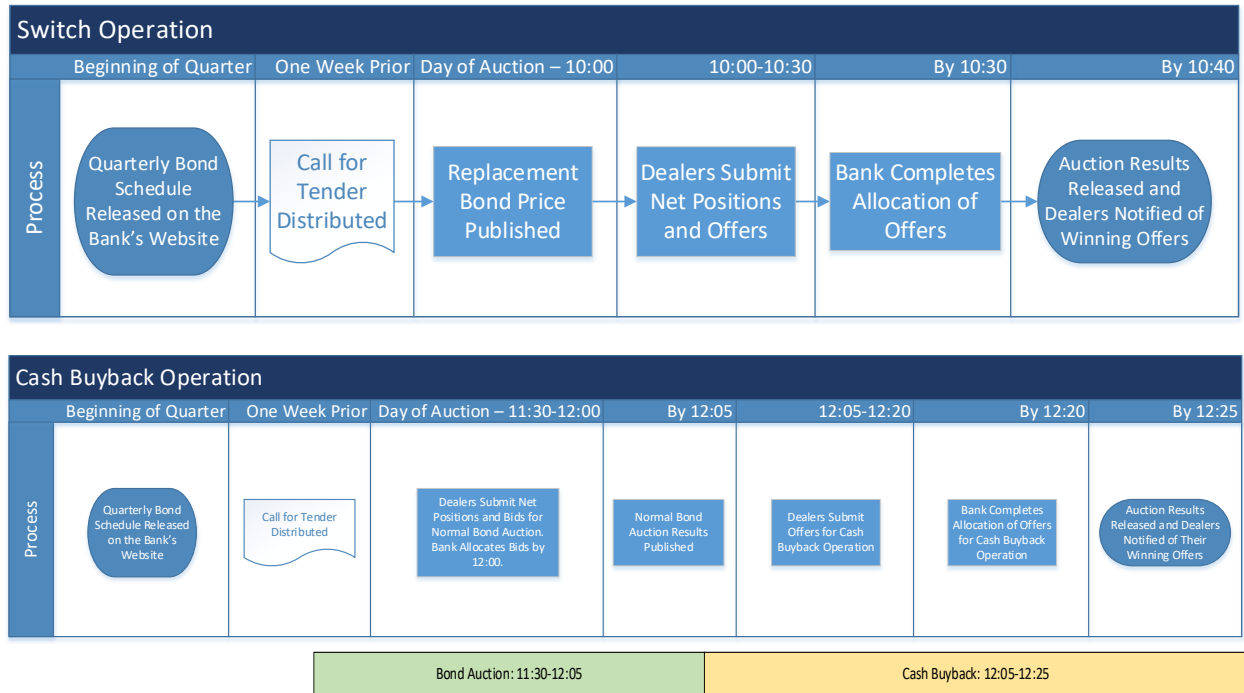 Switch Operation
Beginning of Quarter
One Week Prior
Day of Auction – 10:00
10:00-10:30
By 10:30
By 10:40
Process
Quarterly Bond
Schedule
Released on the
Bank's Website
Call for
Tender
Distributed
Replacement
Bond Price
Published
Dealers Submit
Net Positions
and Offers
Bank Completes
Allocation of
Offers
Auction Results
Released and
Dealers Notified of
Winning Offers
Cash Buyback Operation
Beginning of Quarter
One Week Prior
Day of Auction – 11:30-12:00
By 12:05
12:05-12:20
By 12:20
By 12:25
Process
Quarterly Bond
Schedule Released
on the Bank's
Website
Call for Tender
Distributed
Dealers Submit Net
Positions and Bids for
Normal Bond Auction.
Bank Allocates Bids by
12:00.
Normal Bond
Auction Results
Published
Dealers Submit
Offers for Cash
Buyback Operation
Bank Completes
Allocation of Offers
for Cash Buyback
Operation
Auction Results
Released and Dealers
Notified of Their
Winning Offers
Bond Auction: 11:30-12:05
Cash Buyback: 12:05-12:25